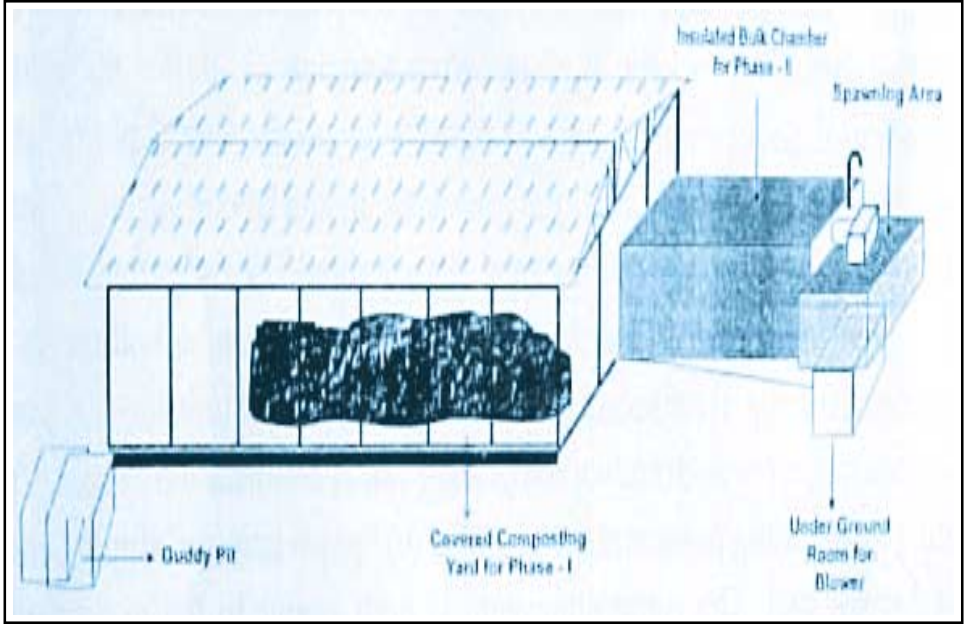 Insulated Bulk Chamber
for Phase - II
Spawning Area
Guddy Pit
Covered Composting
Yard for Phase - I
Under Ground
Room for
Blower